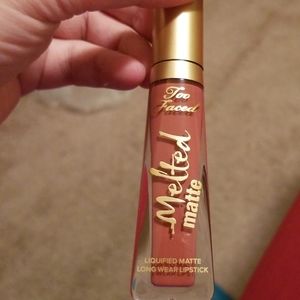 Too
Faced
Melted
matte
LIQUIFIED MATTE
LONG WEAR LIPSTICK